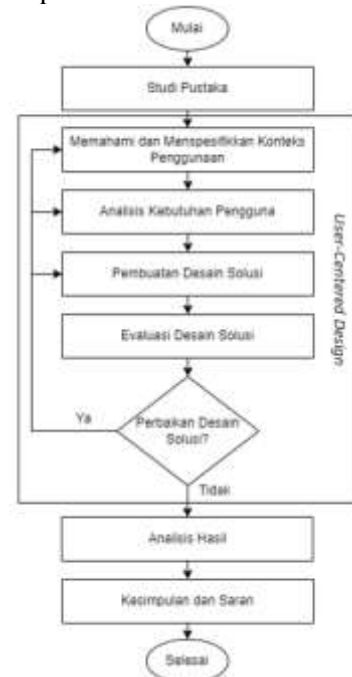 Mulai
Studi Pustaka
Memahami dan Menspesifikkan Konteks
Penggunaan
Analisis Kebutuhan Pengguna
User-Centered Design
Pembuatan Desain Solusi
Evaluasi Desain Solusi
Ya
Perbaikan Desain
Solusi?
Tidak
Analisis Hasil
Kesimpulan dan Saran
Selesai